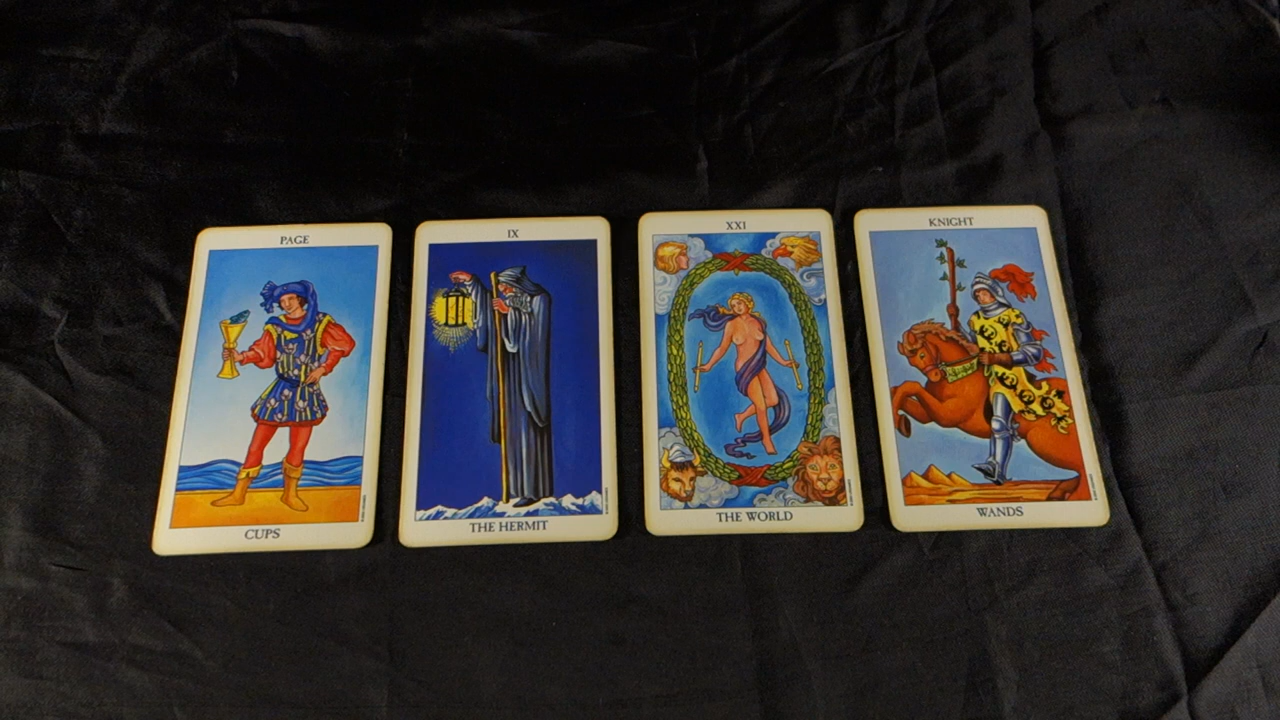 PAGE
CUPS
IX
THE HERMIT
XXI
THE WORLD
KNIGHT
WANDS